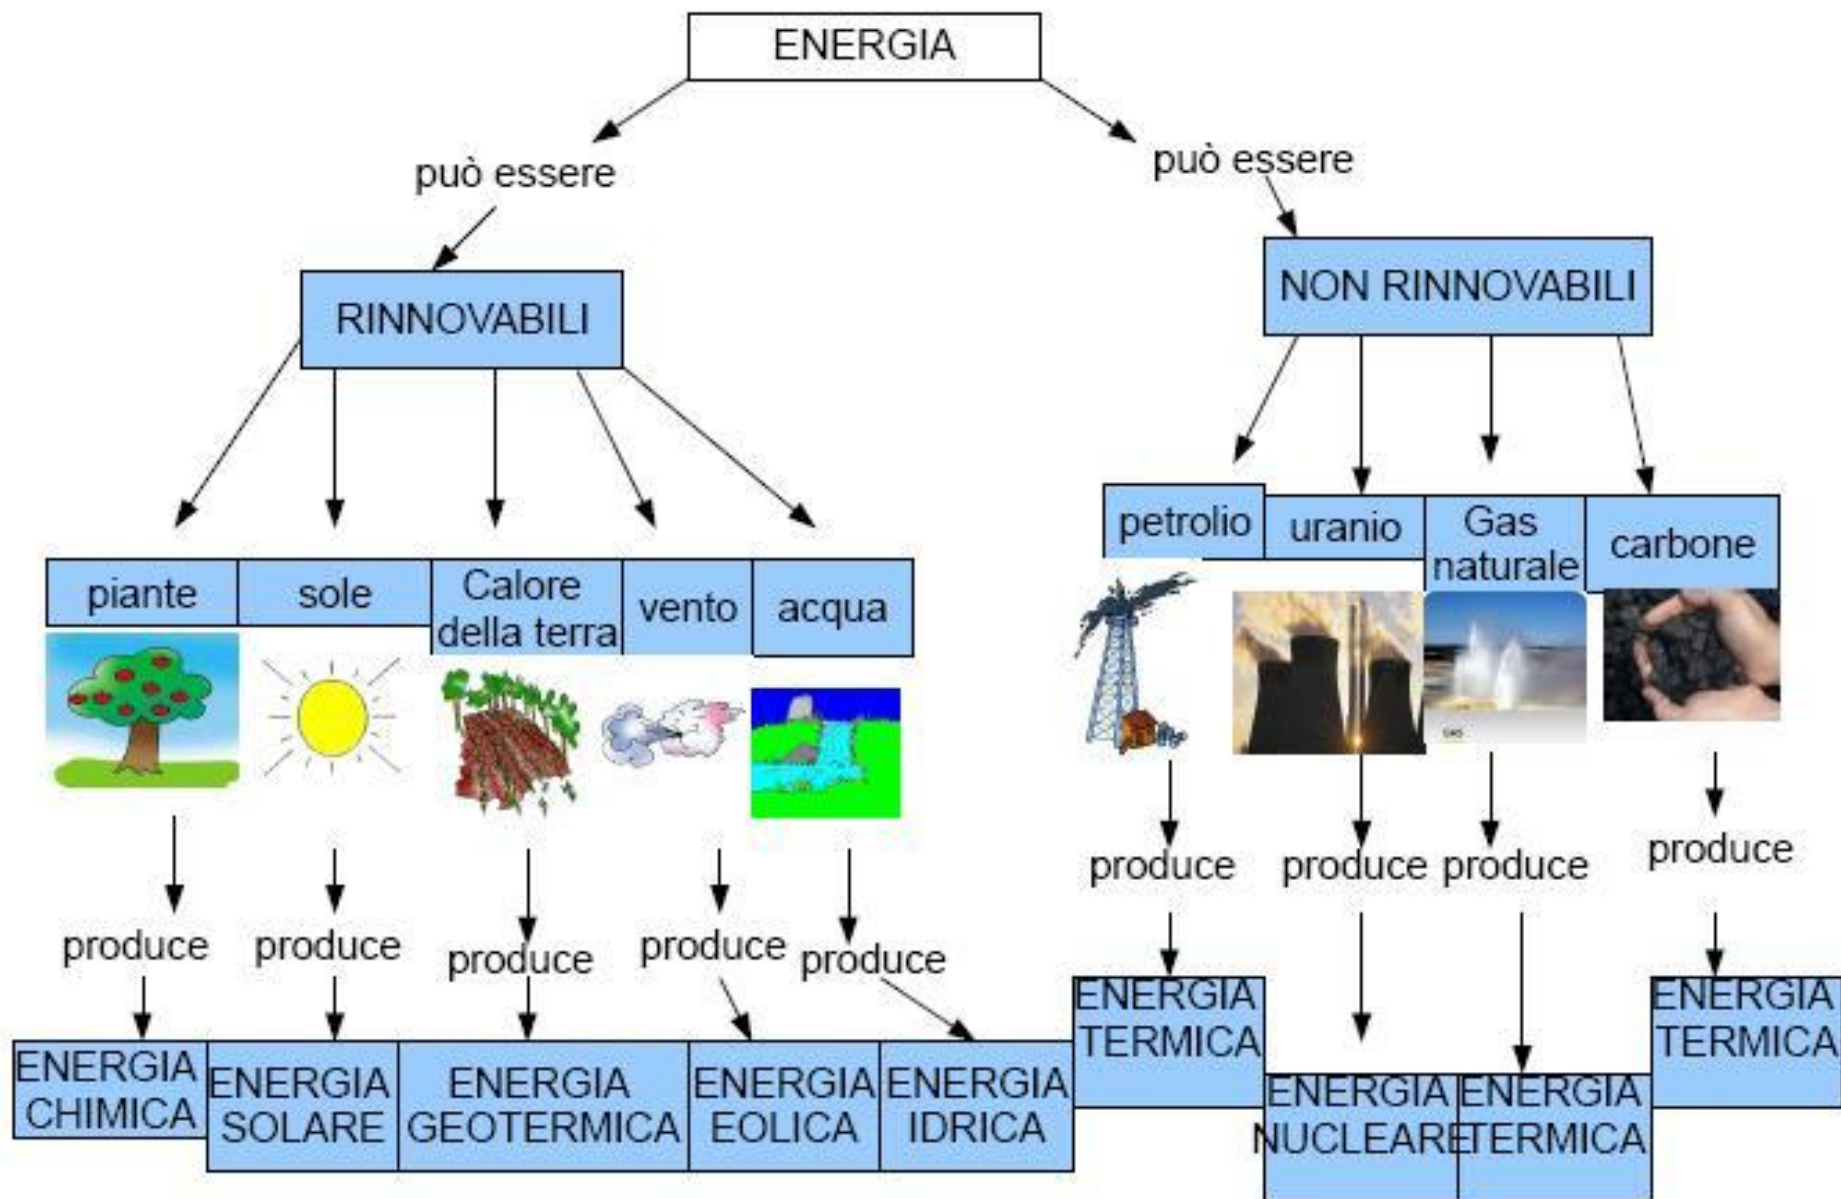 ENERGIA
può essere
può essere
RINNOVABILI
NON RINNOVABILI
piante
sole
Calore
della terra
vento
acqua
petrolio
uranio
Gas
naturale
carbone
produce
produce
produce
produce
produce
produce
produce
produce
produce
ENERGIA
CHIMICA
ENERGIA
SOLARE
ENERGIA
GEOTERMICA
ENERGIA
EOLICA
ENERGIA
IDRICA
ENERGIA
TERMICA
ENERGIA
NUCLEARE
ENERGIA
TERMICA
ENERGIA
TERMICA